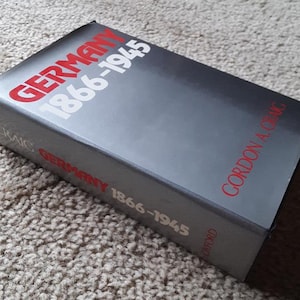 GERMANY
1866-1945
GORDON A. CRAIG
CRAIG GERMANY 1866-1945 OXFORD